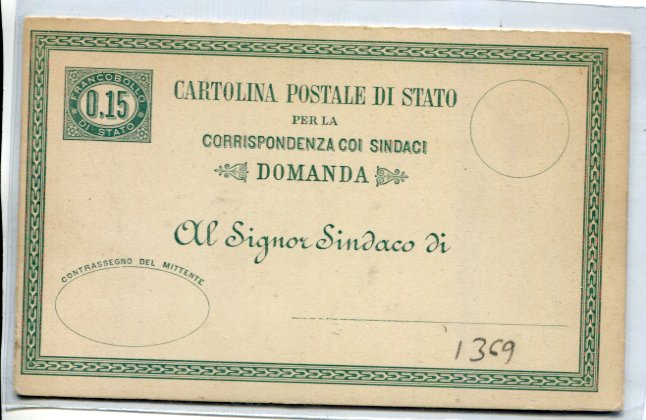 FRANCOBOLLO
0,15
DI STATO
CARTOLINA POSTALE DI STATO
PER LA
CORRISPONDENZA COI SINDACI
DOMANDA
Al Signor Sindaco di
CONTRASSEGNO DEL MITTENTE
1369